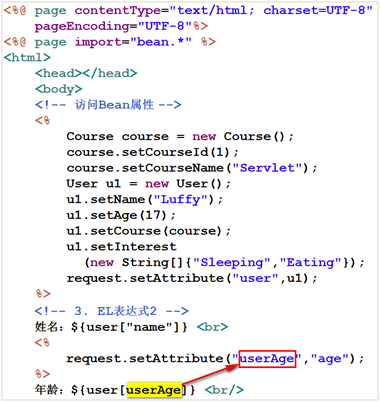 <%@ page contentType="text/html; charset=UTF-8"
pageEncoding="UTF-8"%>
<%@ page import="bean.*" %>
<html>
<head></head>
<body>
<!-- 访问Bean属性 -->
<%
Course course = new Course();
course.setCourseId(1);
course.setCourseName("Servlet");
User u1 = new User();
u1.setName("Luffy");
u1.setAge(17);
u1.setCourse(course);
u1.setInterest
(new String[]{"Sleeping","Eating"});
request.setAttribute("user",u1);
%>
<!-- 3. EL表达式2 -->
姓名：${user["name"]} <br>
<%
request.setAttribute("userAge","age");
%>
年龄：${user[userAge]} <br/>